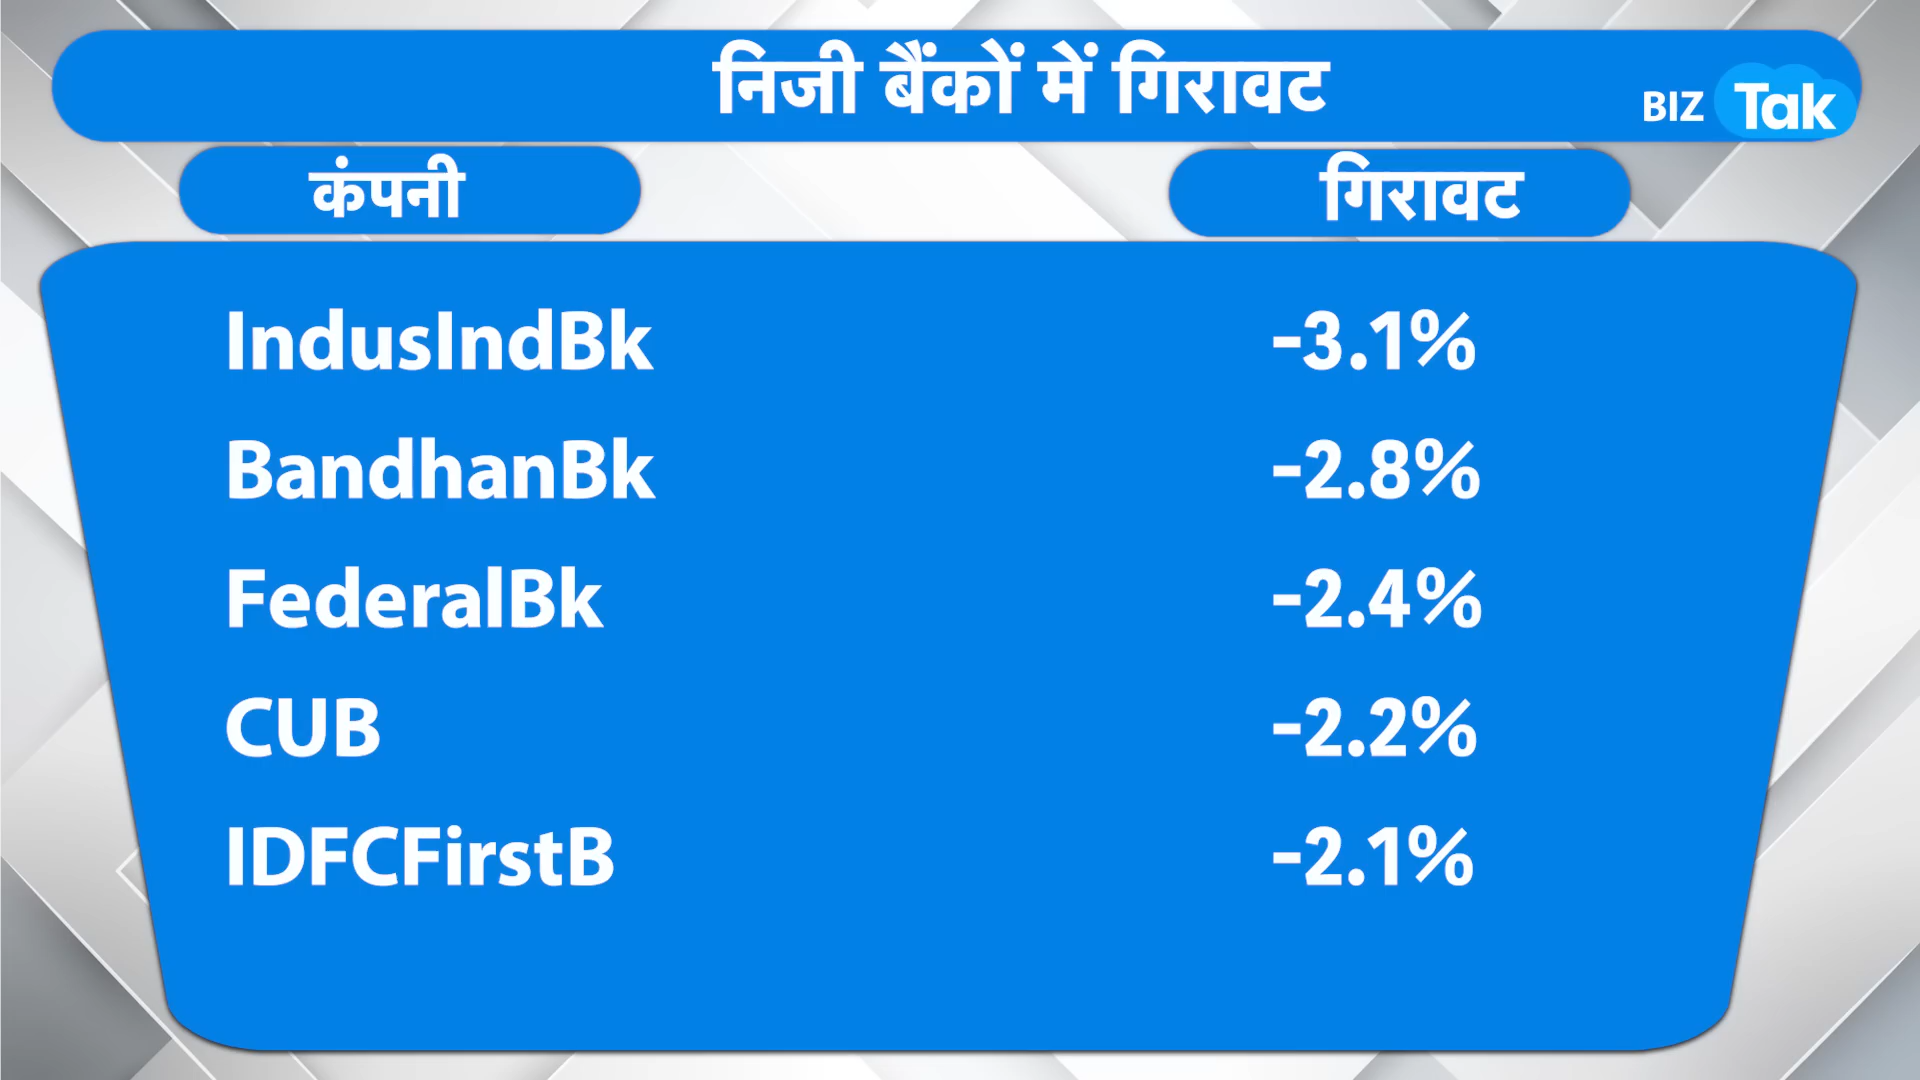 निजी बैंकों में गिरावट
BIZ Tak
कंपनी गिरावट
IndusIndBk -3.1%
BandhanBk -2.8%
FederalBk -2.4%
CUB -2.2%
IDFCFirstB -2.1%